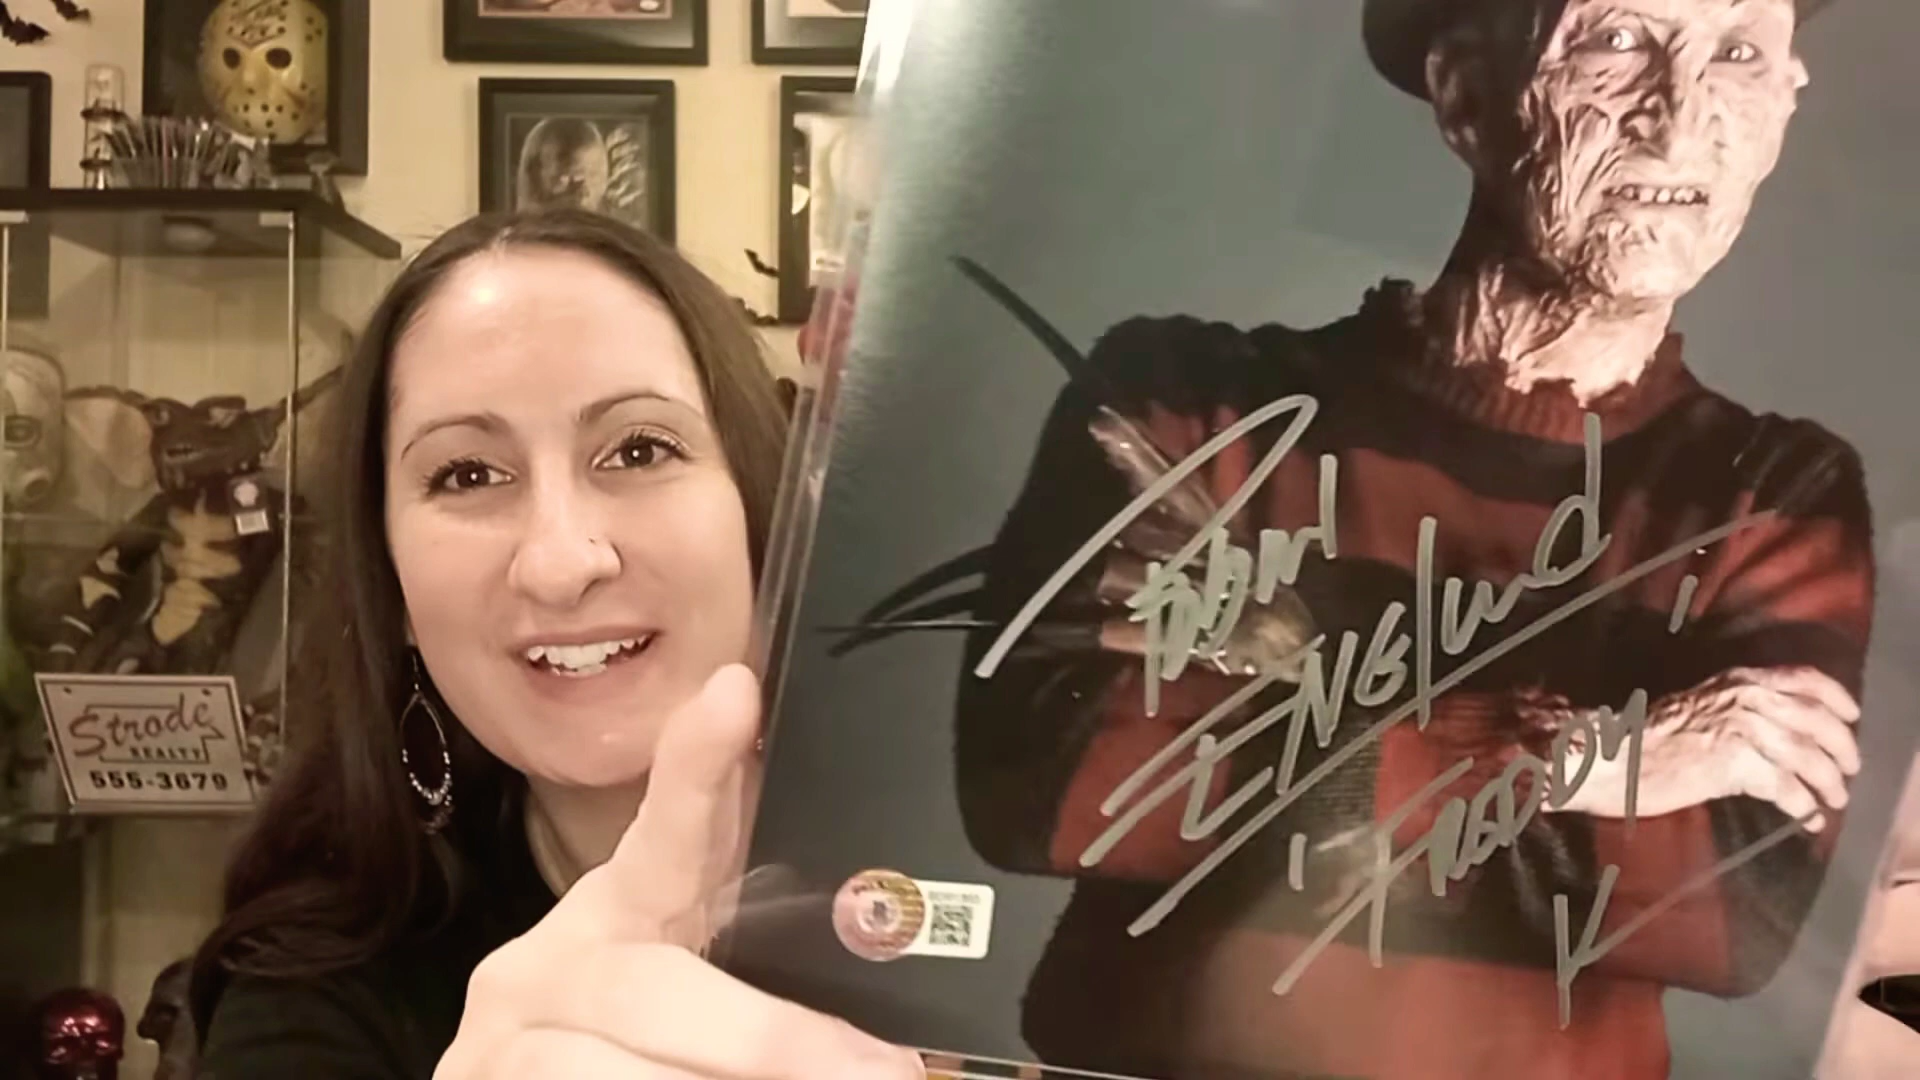 Strode
REALTY
555-3679
Robert
ENGlund
'FREDDY'
K